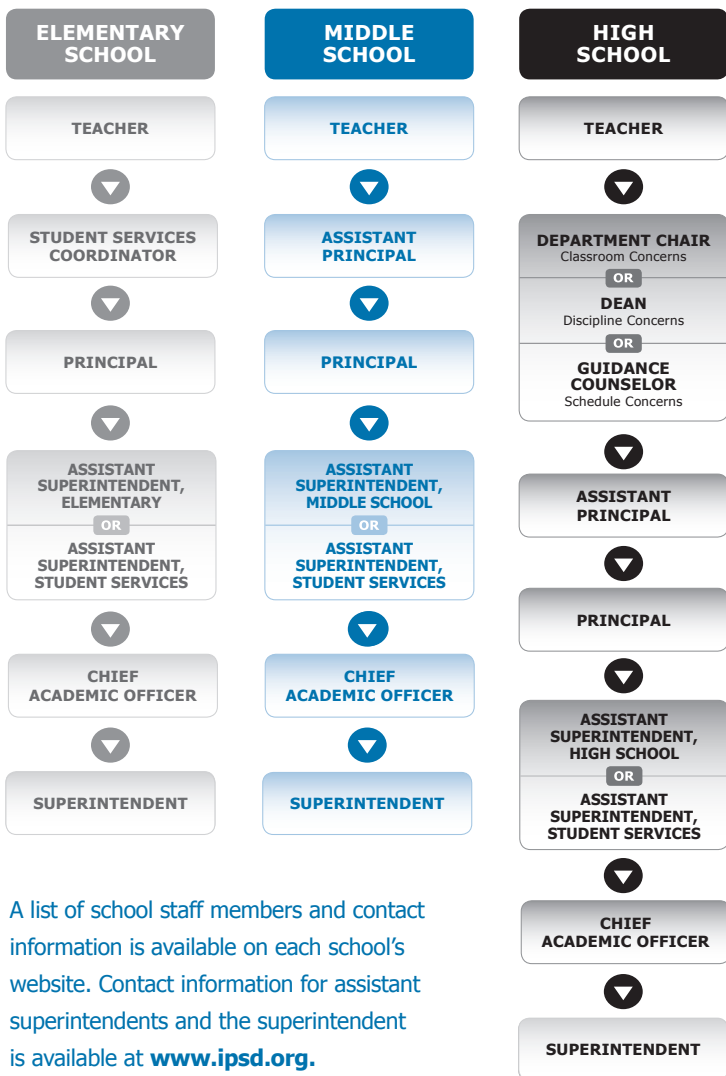 ELEMENTARY
SCHOOL
TEACHER
STUDENT SERVICES
COORDINATOR
PRINCIPAL
ASSISTANT
SUPERINTENDENT,
ELEMENTARY
OR
ASSISTANT
SUPERINTENDENT,
STUDENT SERVICES
CHIEF
ACADEMIC OFFICER
SUPERINTENDENT
MIDDLE
SCHOOL
TEACHER
ASSISTANT
PRINCIPAL
PRINCIPAL
ASSISTANT
SUPERINTENDENT,
MIDDLE SCHOOL
OR
ASSISTANT
SUPERINTENDENT,
STUDENT SERVICES
CHIEF
ACADEMIC OFFICER
SUPERINTENDENT
HIGH
SCHOOL
TEACHER
DEPARTMENT CHAIR
Classroom Concerns
OR
DEAN
Discipline Concerns
OR
GUIDANCE
COUNSELOR
Schedule Concerns
ASSISTANT
PRINCIPAL
PRINCIPAL
ASSISTANT
SUPERINTENDENT,
HIGH SCHOOL
OR
ASSISTANT
SUPERINTENDENT,
STUDENT SERVICES
CHIEF
ACADEMIC OFFICER
SUPERINTENDENT
A list of school staff members and contact
information is available on each school’s
website. Contact information for assistant
superintendents and the superintendent
is available at www.ipsd.org.